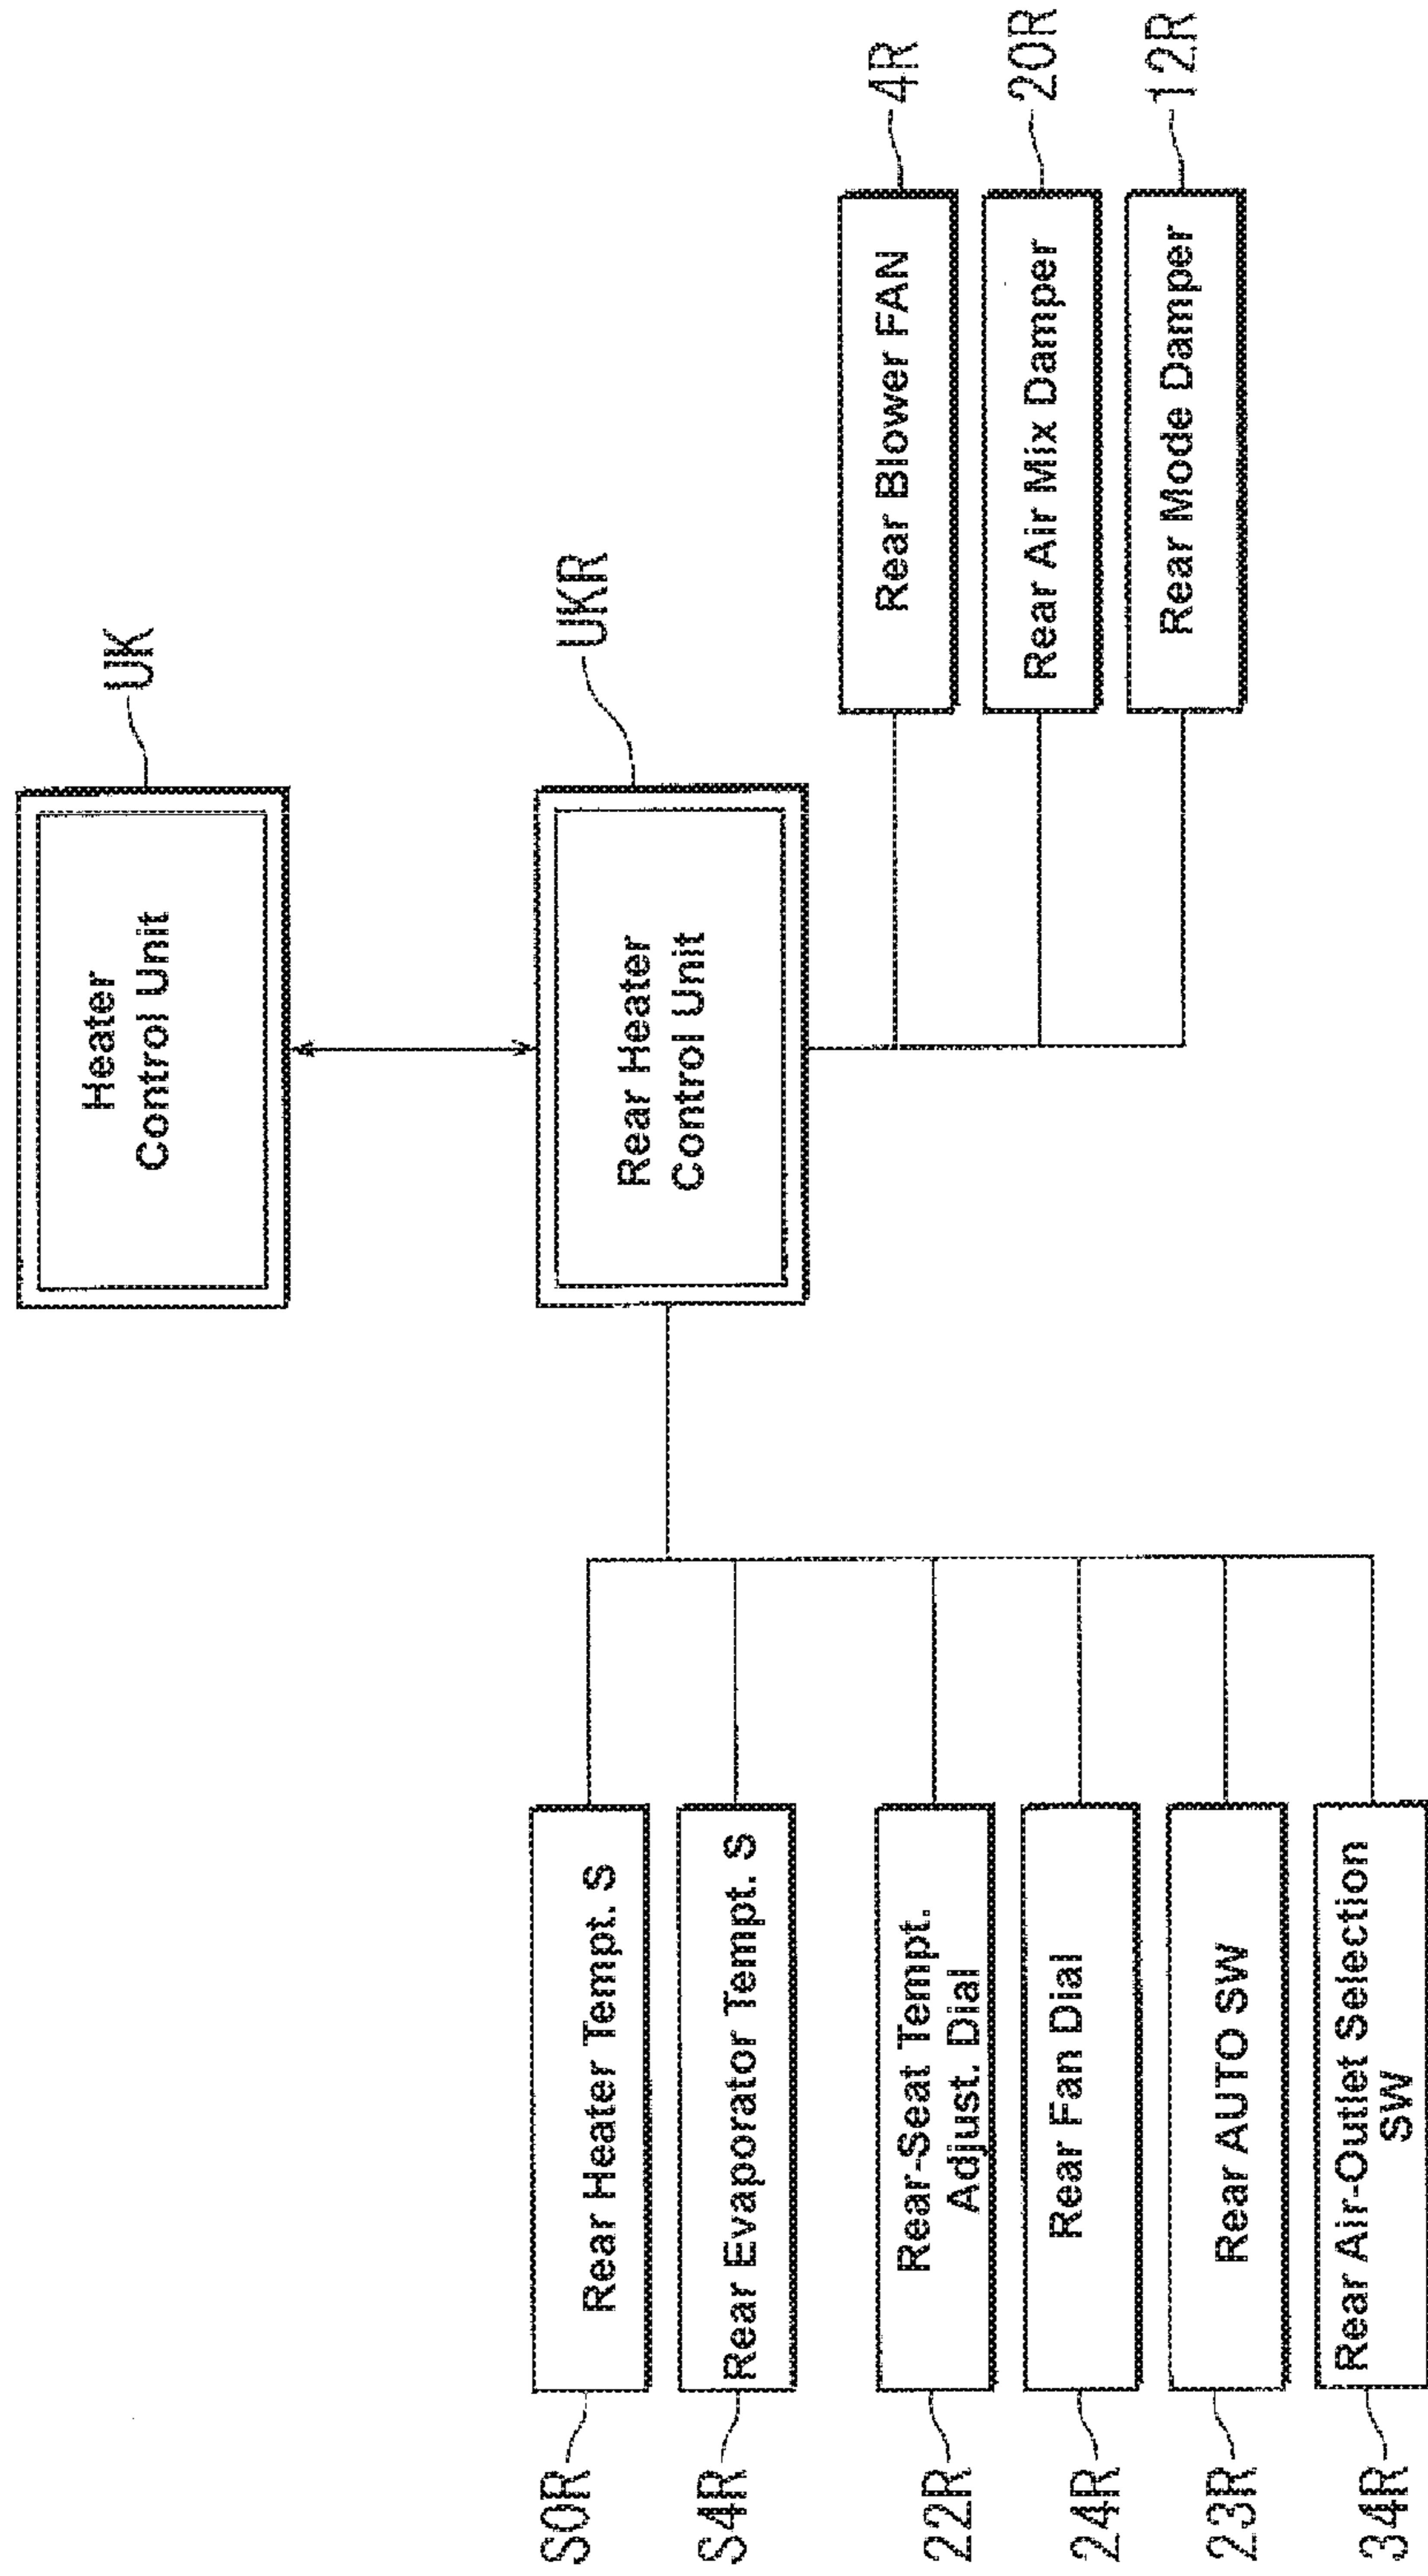 UK
Heater
Control Unit
UKR
Rear Heater
Control Unit
S0R
Rear Heater Tempt. S
S4R
Rear Evaporator Tempt. S
22R
Rear-Seat Tempt.
Adjust. Dial
24R
Rear Fan Dial
23R
Rear AUTO SW
34R
Rear Air-Outlet Selection
SW
Rear Blower FAN
4R
Rear Air Mix Damper
20R
Rear Mode Damper
12R